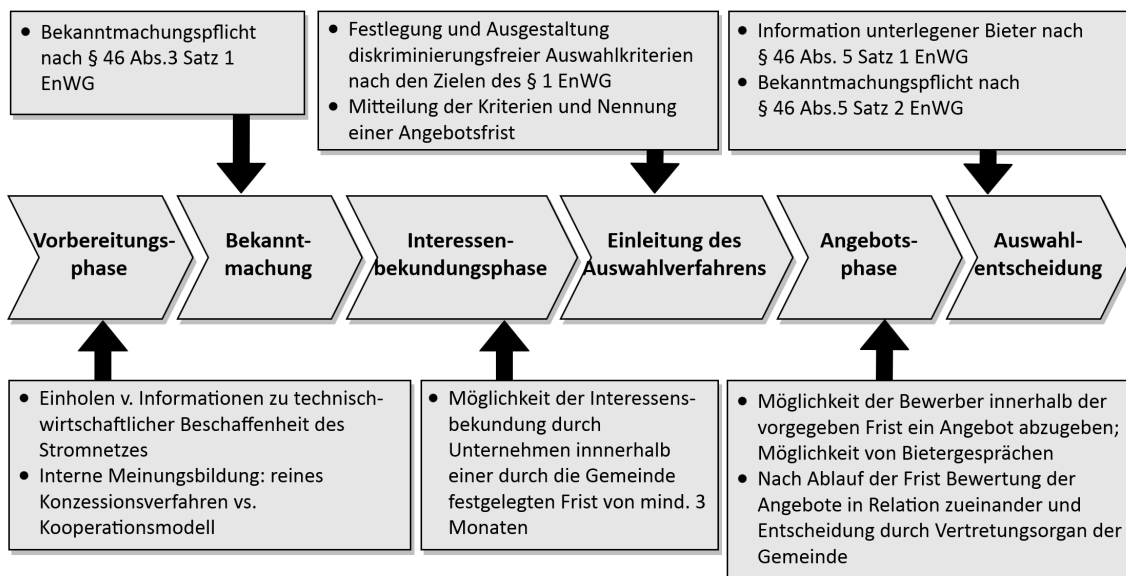 • Bekanntmachungspflicht
nach § 46 Abs.3 Satz 1
EnWG
• Festlegung und Ausgestaltung
diskriminierungsfreier Auswahlkriterien
nach den Zielen des § 1 EnWG
• Mitteilung der Kriterien und Nennung
einer Angebotsfrist
• Information unterlegener Bieter nach
§ 46 Abs. 5 Satz 1 EnWG
• Bekanntmachungspflicht nach
§ 46 Abs.5 Satz 2 EnWG
Vorbereitungs-
phase
Bekannt-
machung
Interessen-
bekundungsphase
Einleitung des
Auswahlverfahrens
Angebots-
phase
Auswahl-
entscheidung
• Einholen v. Informationen zu technisch-
wirtschaftlicher Beschaffenheit des
Stromnetzes
• Interne Meinungsbildung: reines
Konzessionsverfahren vs.
Kooperationsmodell
• Möglichkeit der Interessens-
bekundung durch
Unternehmen innnerhalb
einer durch die Gemeinde
festgelegten Frist von mind. 3
Monaten
• Möglichkeit der Bewerber innerhalb der
vorgegeben Frist ein Angebot abzugeben;
Möglichkeit von Bietergesprächen
• Nach Ablauf der Frist Bewertung der
Angebote in Relation zueinander und
Entscheidung durch Vertretungsorgan der
Gemeinde